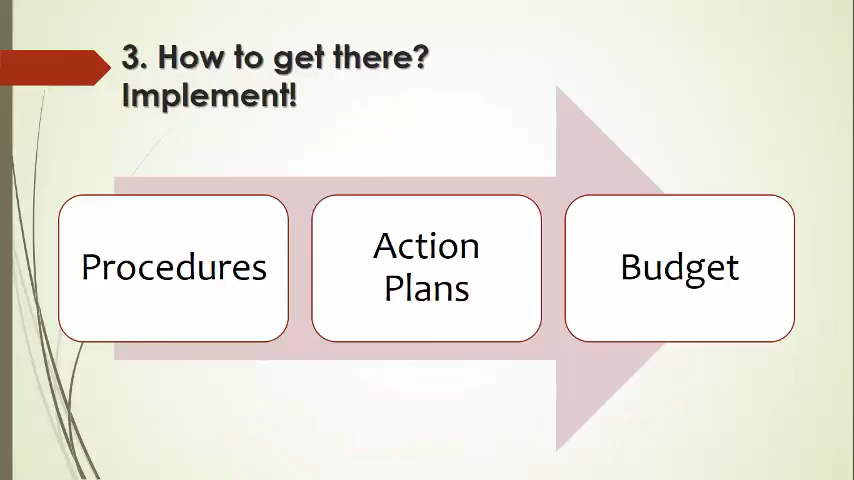 3. How to get there?
Implement!
Procedures
Action
Plans
Budget